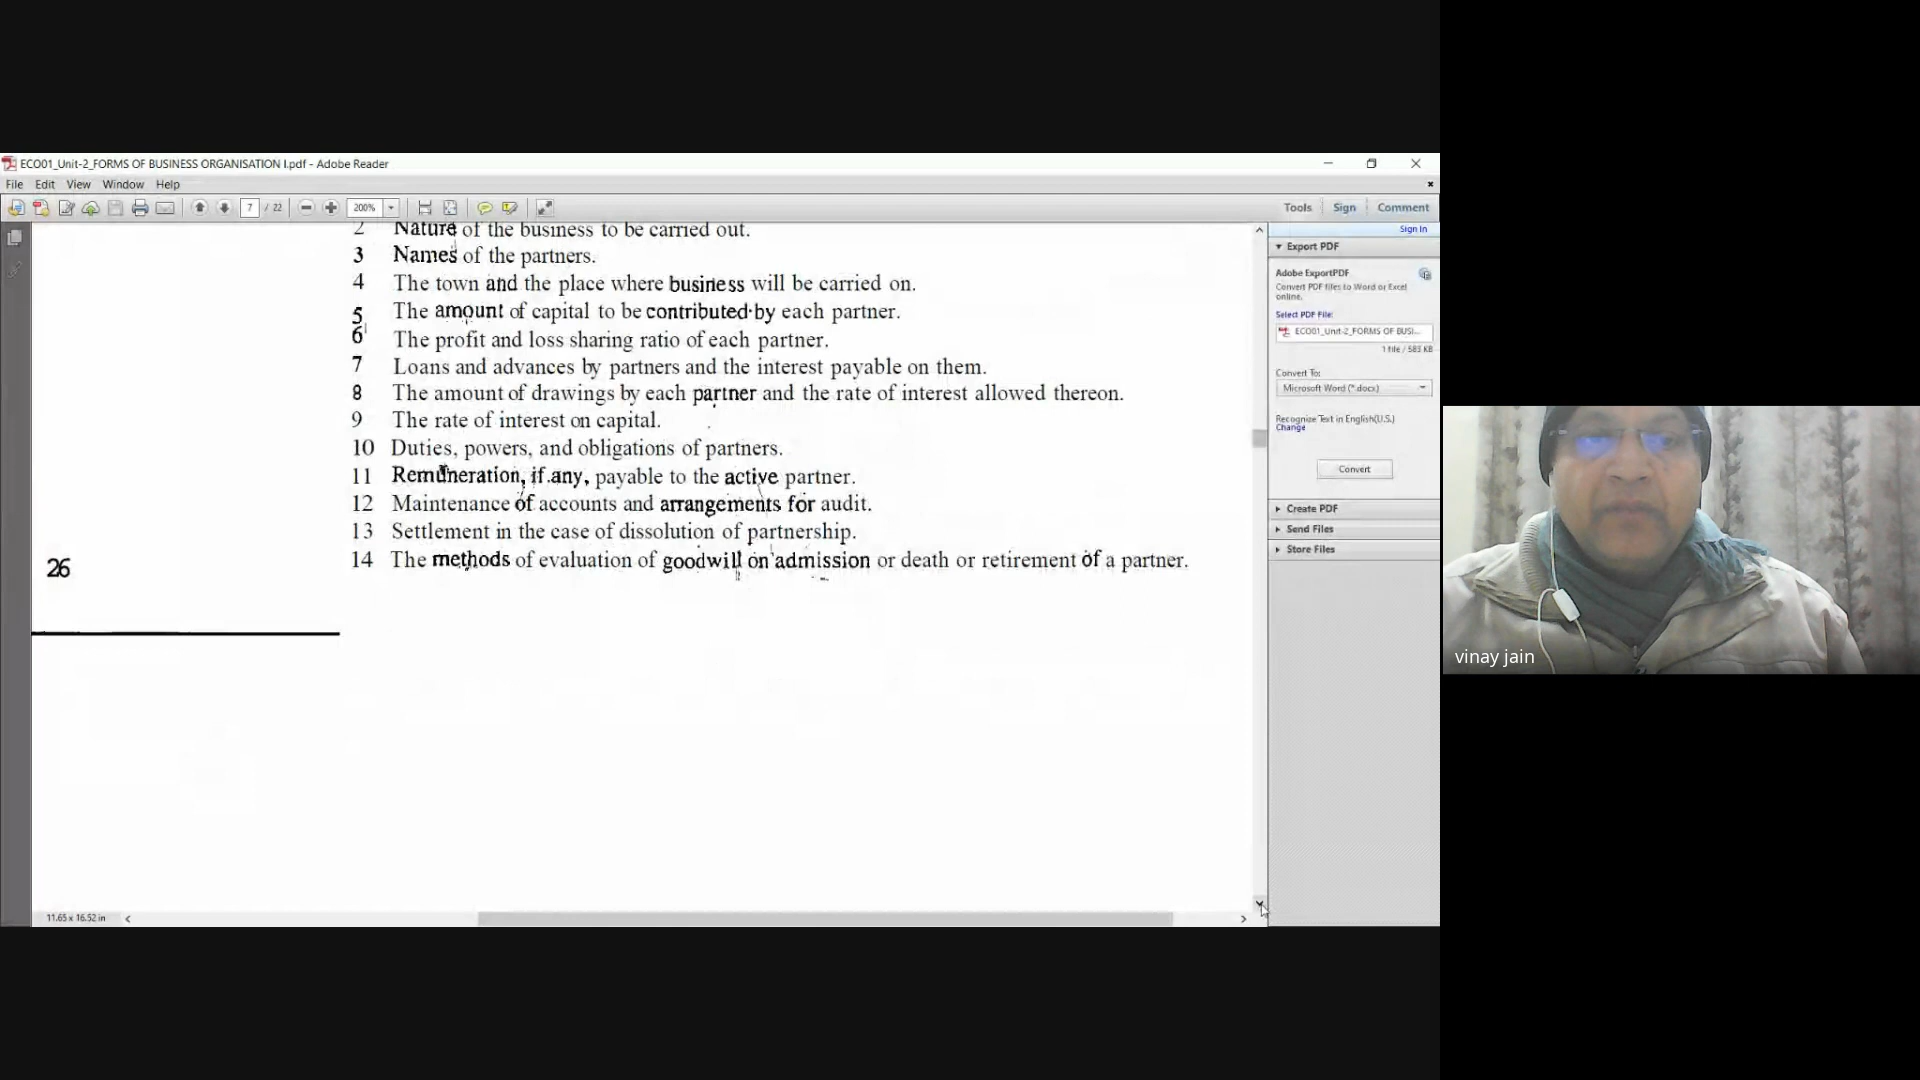 ECO01_Unit-2_FORMS OF BUSINESS ORGANISATION I.pdf - Adobe Reader
File Edit View Window Help
7 / 22 200% Tools Sign Comment
Sign In
Export PDF
Adobe ExportPDF
Convert PDF files to Word or Excel
online.
Select PDF File:
ECO01_Unit-2_FORMS OF BUSI...
1 file / 583 KB
Convert To:
Microsoft Word (*.docx)
Recognize Text in English(U.S.)
Change
Convert
Create PDF
Send Files
Store Files
2 Nature of the business to be carried out.
3 Names of the partners.
4 The town and the place where business will be carried on.
5 The amount of capital to be contributed by each partner.
6 The profit and loss sharing ratio of each partner.
7 Loans and advances by partners and the interest payable on them.
8 The amount of drawings by each partner and the rate of interest allowed thereon.
9 The rate of interest on capital.
10 Duties, powers, and obligations of partners.
11 Remuneration, if any, payable to the active partner.
12 Maintenance of accounts and arrangements for audit.
13 Settlement in the case of dissolution of partnership.
14 The methods of evaluation of goodwill on admission or death or retirement of a partner.
26
11.65 x 16.52 in
vinay jain